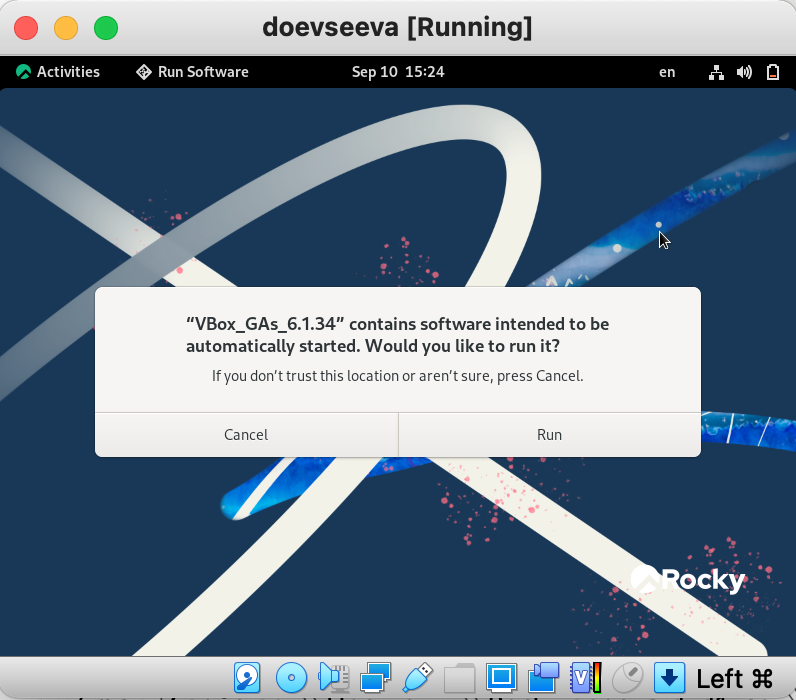 doevseeva [Running]
Activities Run Software Sep 10 15:24 en
“VBox_GAs_6.1.34” contains software intended to be
automatically started. Would you like to run it?
If you don’t trust this location or aren’t sure, press Cancel.
Cancel Run
Rocky
V
Left ⌘